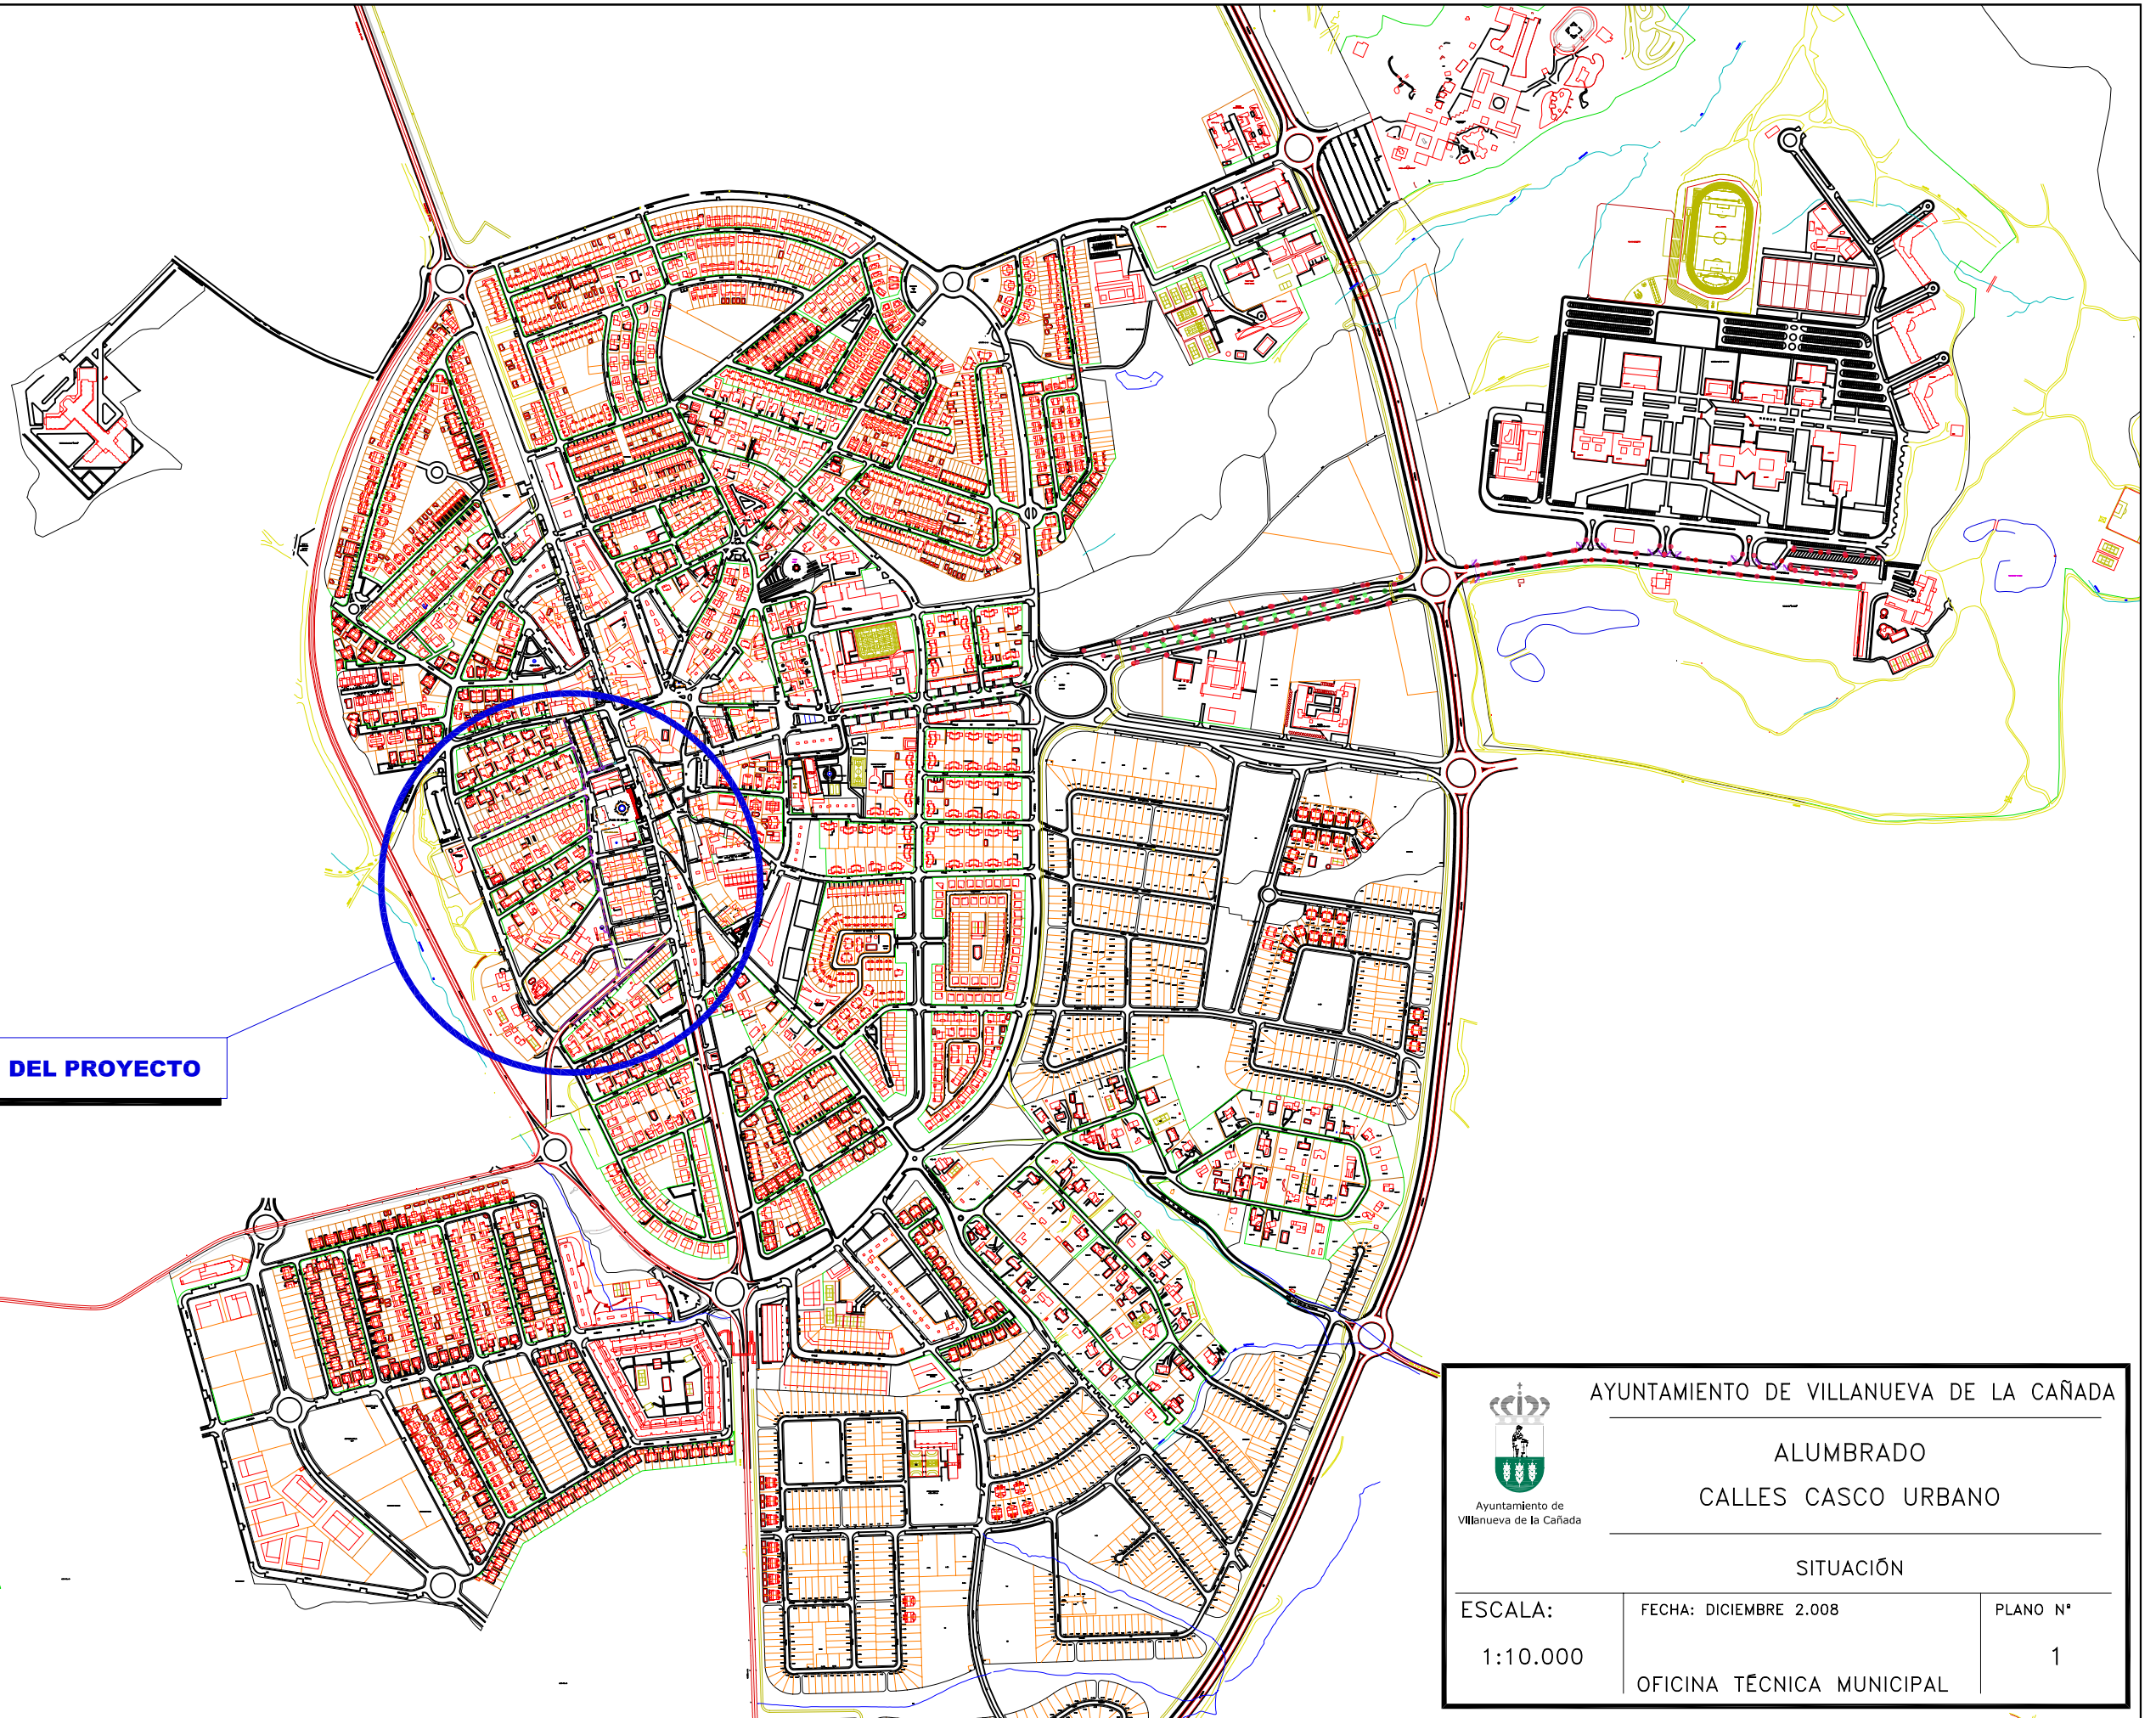 DEL PROYECTO
AYUNTAMIENTO DE VILLANUEVA DE LA CAÑADA
ALUMBRADO
CALLES CASCO URBANO
Ayuntamiento de
Villanueva de la Cañada
SITUACIÓN
ESCALA:
1:10.000
FECHA: DICIEMBRE 2.008
OFICINA TÉCNICA MUNICIPAL
PLANO Nº
1